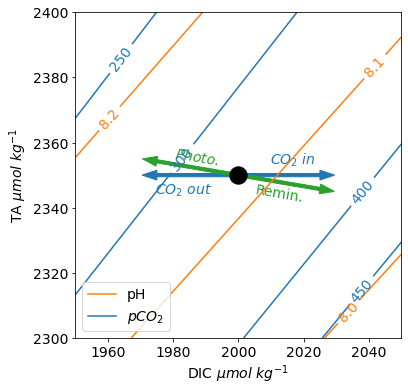 2400
2380
2360
2340
2320
2300
TA μmol kg⁻¹
250
8.2
8.1
300
400
450
8.0
Photo.
CO₂ in
CO₂ out
Remin.
pH
pCO₂
1960 1980 2000 2020 2040
DIC μmol kg⁻¹